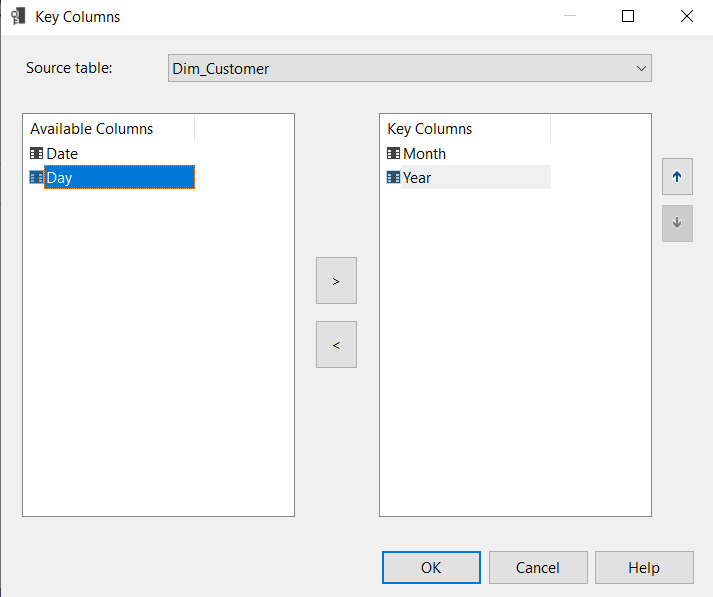 Key Columns
Source table:
Dim_Customer
Available Columns
Date
Day
>
<
Key Columns
Month
Year
OK
Cancel
Help